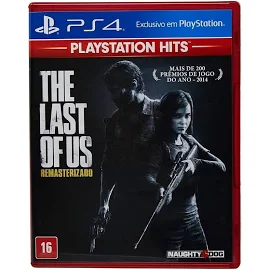 PS4
Exclusivo em PlayStation
PLAYSTATION HITS
MAIS DE 200
PRÊMIOS DE JOGO
DO ANO - 2014
THE
LAST
OF US
REMASTERIZADO
16
NAUGHTY DOG